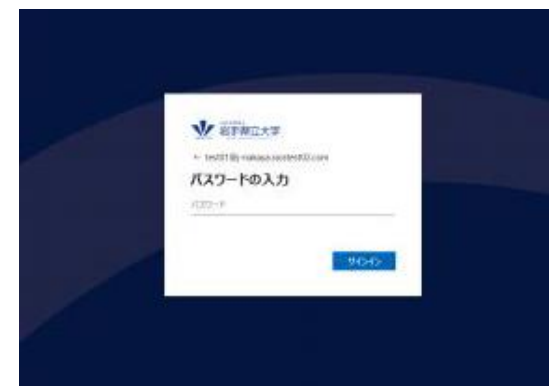 岩手県立大学
パスワードの入力
パスワード
サインイン